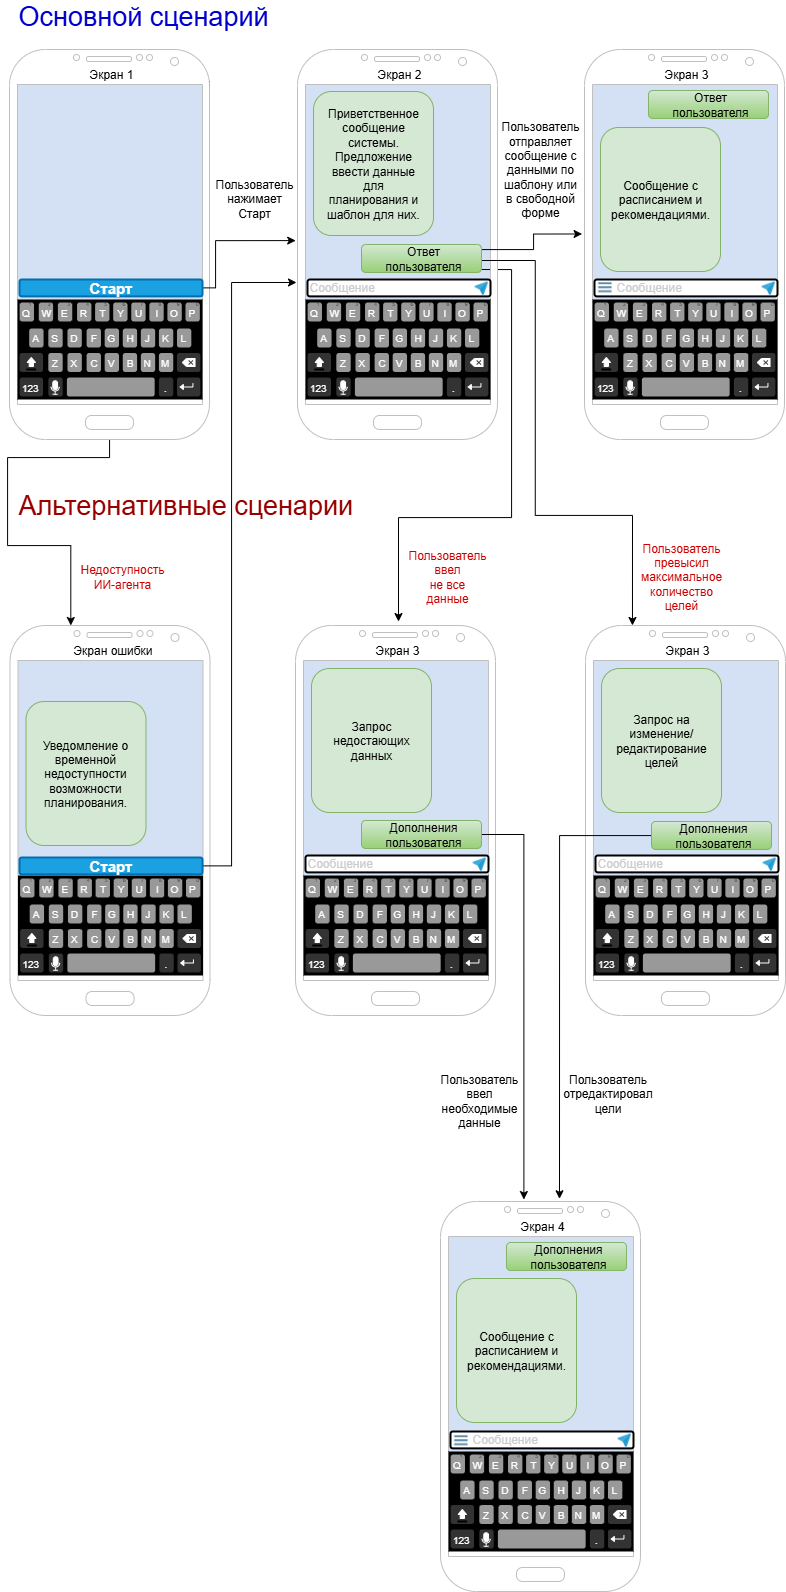 Основной сценарий
Экран 1
Старт
Q W E R T Y U I O P
A S D F G H J K L
Z X C V B N M
123 .
Пользователь
нажимает
Старт
Экран 2
Приветственное
сообщение
системы.
Предложение
ввести данные
для
планирования и
шаблон для них.
Ответ
пользователя
Сообщение
Q W E R T Y U I O P
A S D F G H J K L
Z X C V B N M
123 .
Пользователь
отправляет
сообщение с
данными по
шаблону или
в свободной
форме
Экран 3
Ответ
пользователя
Сообщение с
расписанием и
рекомендациями.
Сообщение
Q W E R T Y U I O P
A S D F G H J K L
Z X C V B N M
123 .
Альтернативные сценарии
Недоступность
ИИ-агента
Пользователь
ввел
не все
данные
Пользователь
превысил
максимальное
количество
целей
Экран ошибки
Уведомление о
временной
недоступности
возможности
планирования.
Старт
Q W E R T Y U I O P
A S D F G H J K L
Z X C V B N M
123 .
Экран 3
Запрос
недостающих
данных
Дополнения
пользователя
Сообщение
Q W E R T Y U I O P
A S D F G H J K L
Z X C V B N M
123 .
Экран 3
Запрос на
изменение/
редактирование
целей
Дополнения
пользователя
Сообщение
Q W E R T Y U I O P
A S D F G H J K L
Z X C V B N M
123 .
Пользователь
ввел
необходимые
данные
Пользователь
отредактировал
цели
Экран 4
Дополнения
пользователя
Сообщение с
расписанием и
рекомендациями.
Сообщение
Q W E R T Y U I O P
A S D F G H J K L
Z X C V B N M
123 .